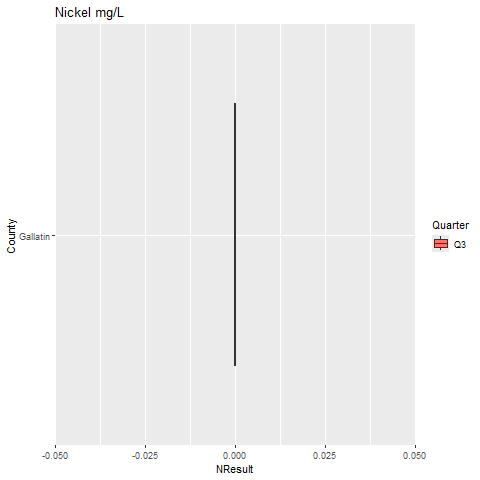 Nickel mg/L
County
Gallatin
-0.050
-0.025
0.000
0.025
0.050
NResult
Quarter
Q3